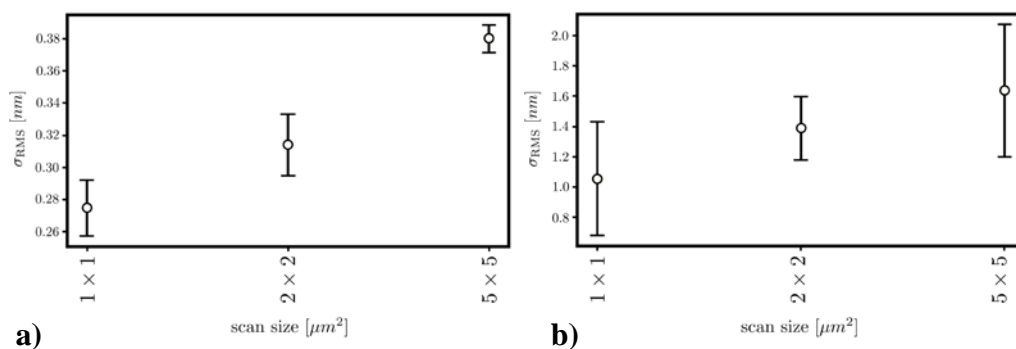 0.38
0.36
0.34
0.32
0.30
0.28
0.26
σRMS [nm]
1 × 1
2 × 2
5 × 5
scan size [μm²]
a)
2.0
1.8
1.6
1.4
1.2
1.0
0.8
σRMS [nm]
1 × 1
2 × 2
5 × 5
scan size [μm²]
b)